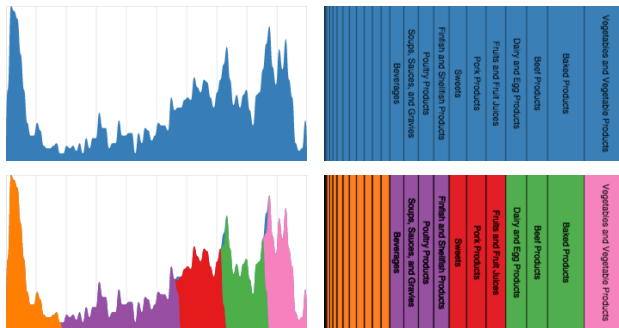 Beverages
Soups, Sauces, and Gravies
Poultry Products
Finfish and Shellfish Products
Sweets
Pork Products
Fruits and Fruit Juices
Dairy and Egg Products
Beef Products
Baked Products
Vegetables and Vegetable Products
Beverages
Soups, Sauces, and Gravies
Poultry Products
Finfish and Shellfish Products
Sweets
Pork Products
Fruits and Fruit Juices
Dairy and Egg Products
Beef Products
Baked Products
Vegetables and Vegetable Products